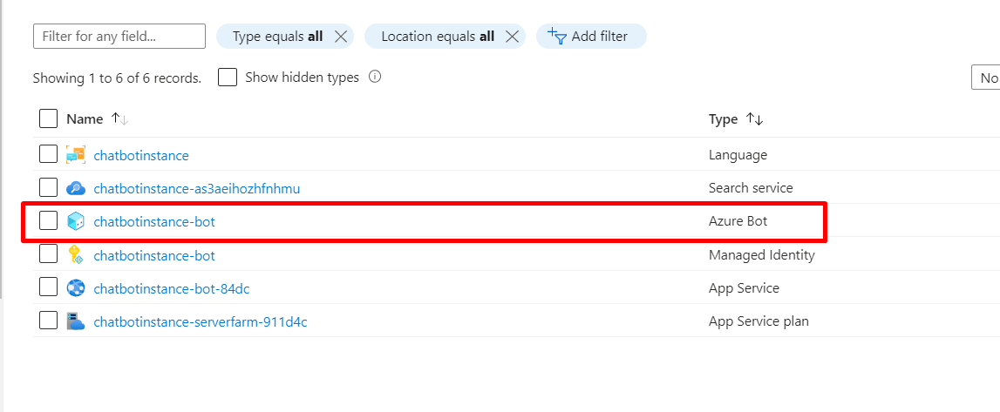 Filter for any field...
Type equals all
Location equals all
Add filter
Showing 1 to 6 of 6 records.
Show hidden types
No
Name
Type
chatbotinstance
Language
chatbotinstance-as3aeihozhfnhmu
Search service
chatbotinstance-bot
Azure Bot
chatbotinstance-bot
Managed Identity
chatbotinstance-bot-84dc
App Service
chatbotinstance-serverfarm-911d4c
App Service plan